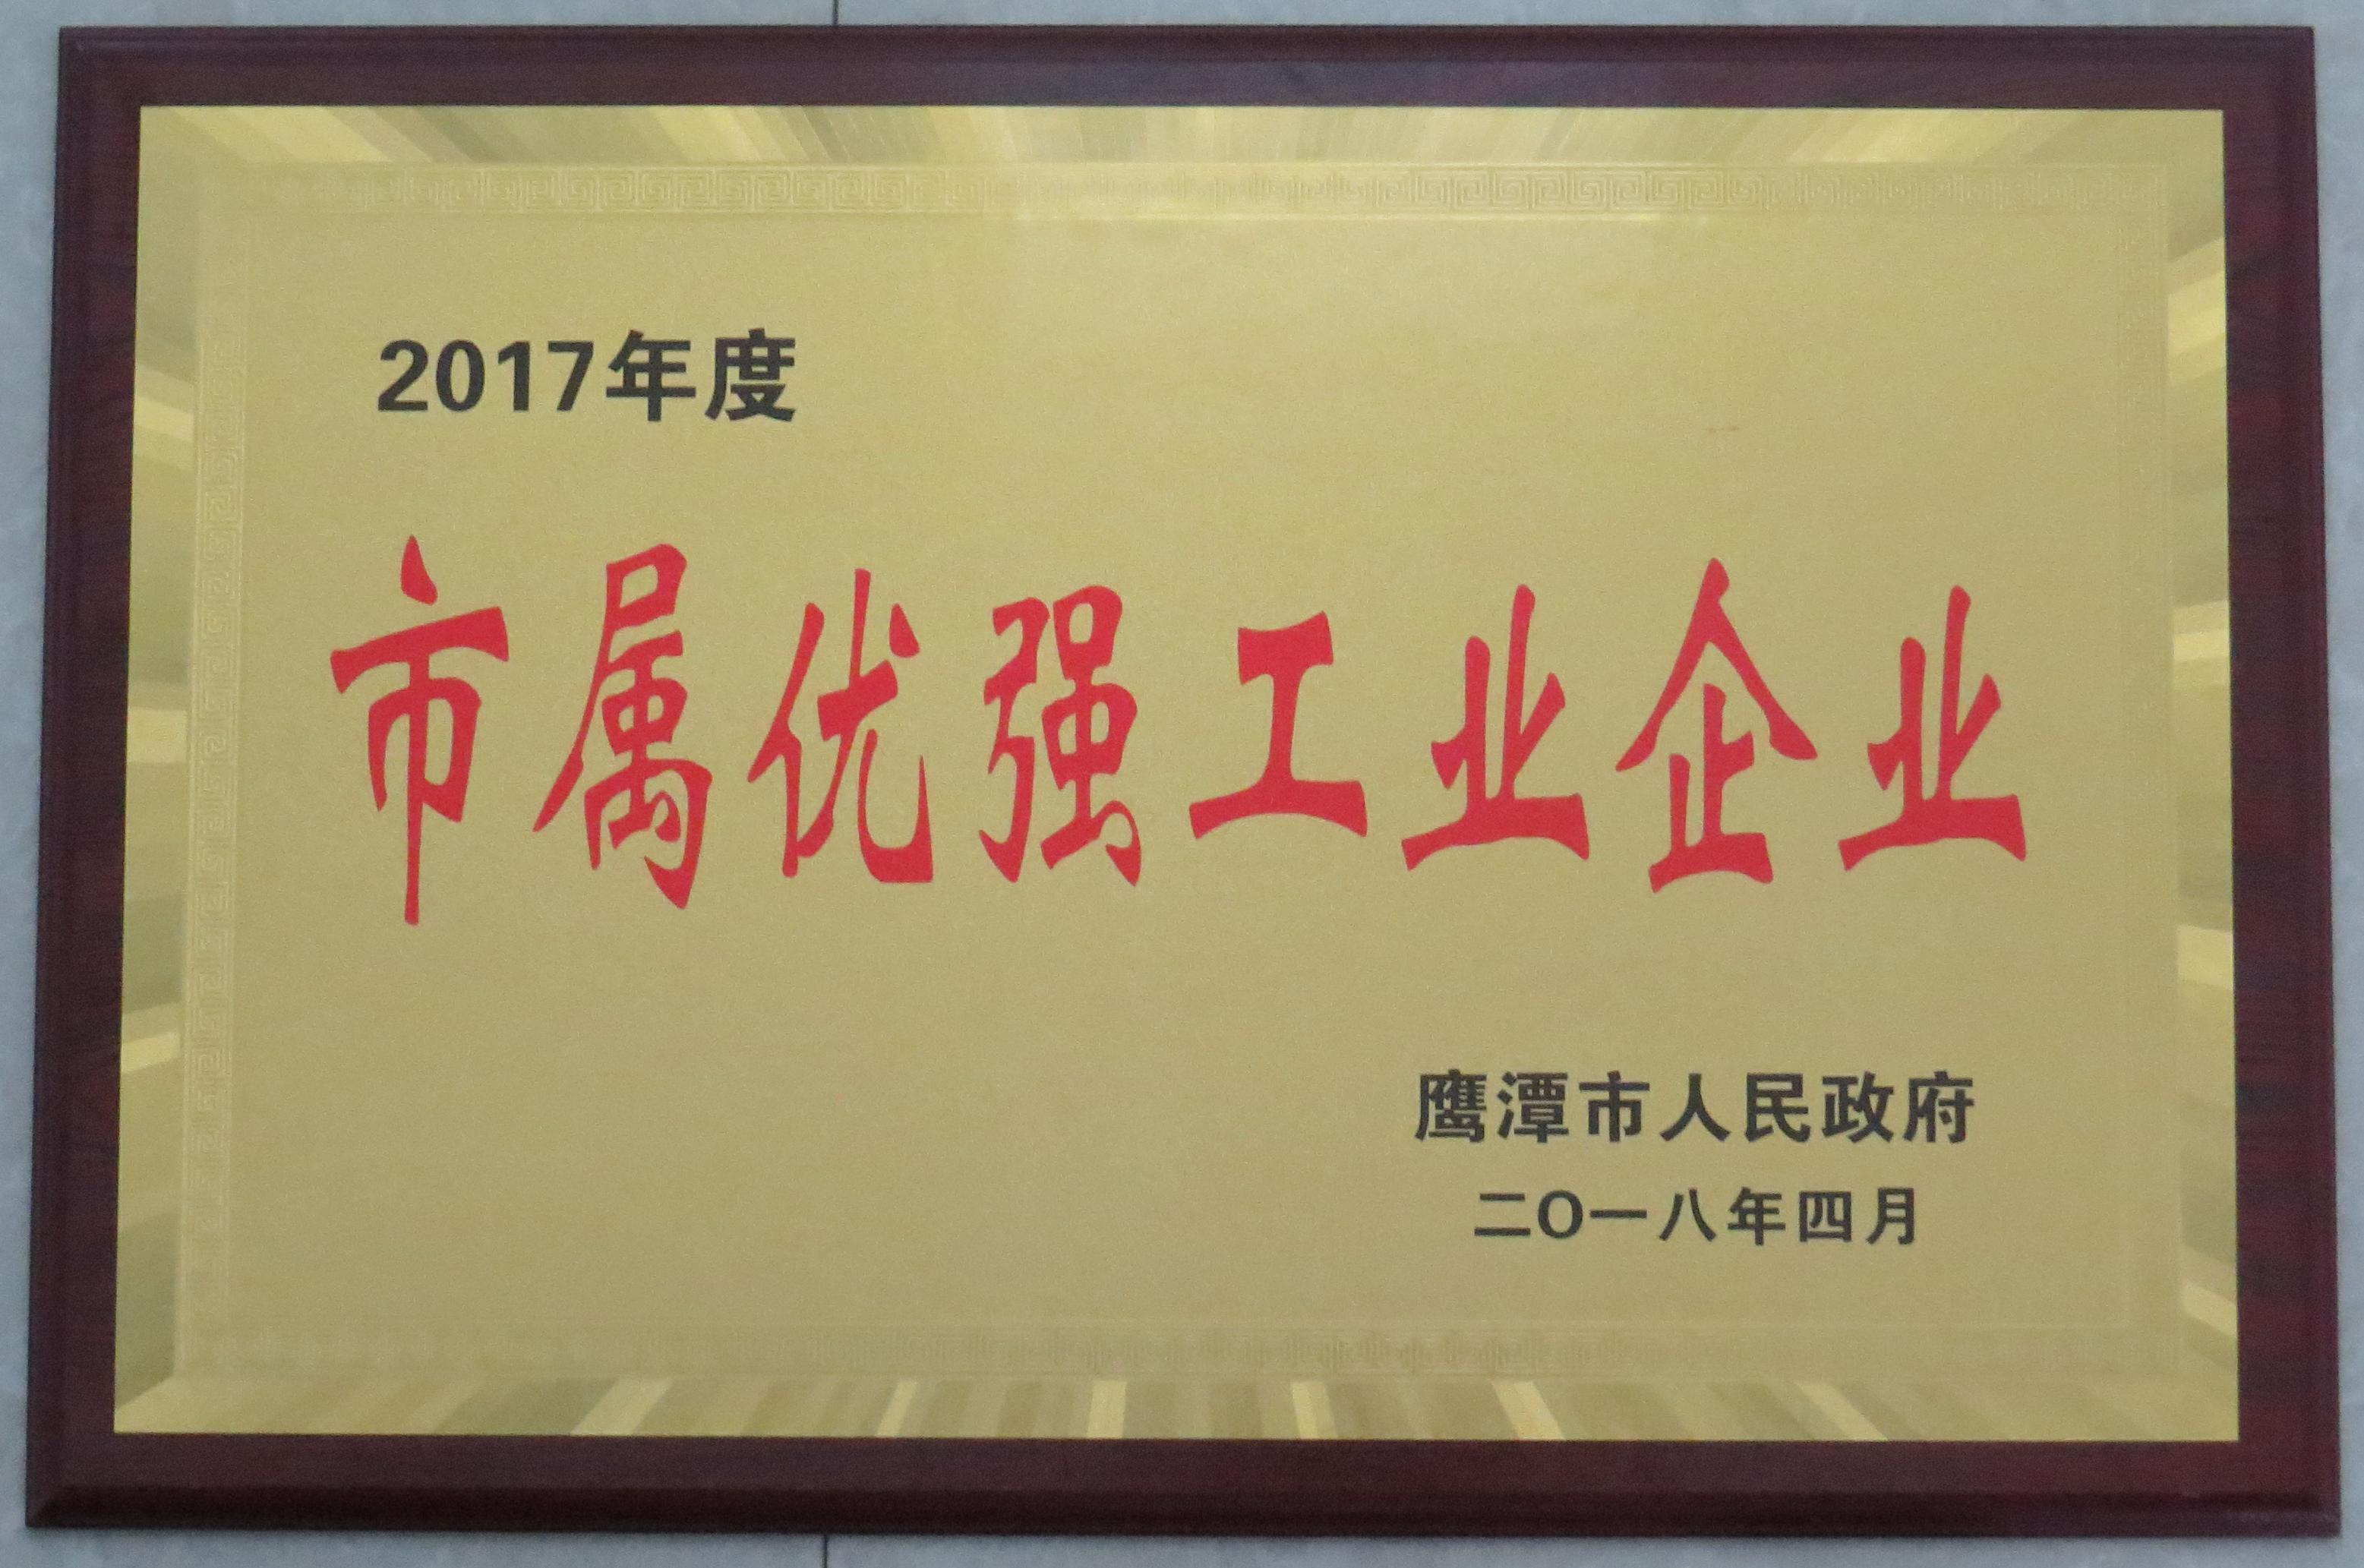 2017年度
市属优强工业企业
鹰潭市人民政府
二〇一八年四月